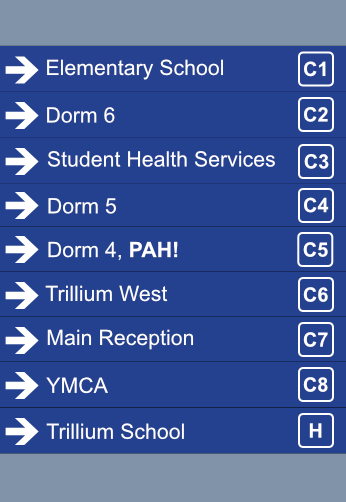 Elementary School C1
Dorm 6 C2
Student Health Services C3
Dorm 5 C4
Dorm 4, PAH! C5
Trillium West C6
Main Reception C7
YMCA C8
Trillium School H